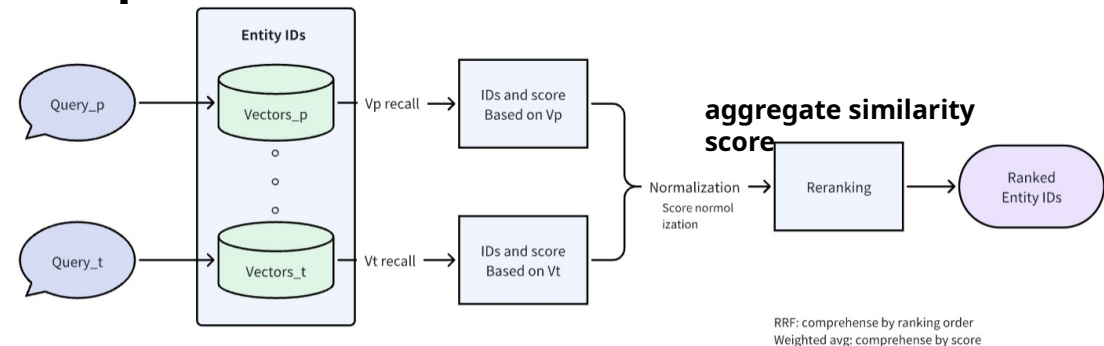 Entity IDs
Query_p
Vectors_p
Vp recall
IDs and score
Based on Vp
aggregate similarity
score
Normalization
Score normol
ization
Reranking
Ranked
Entity IDs
Query_t
Vectors_t
Vt recall
IDs and score
Based on Vt
RRF: comprehense by ranking order
Weighted avg: comprehense by score